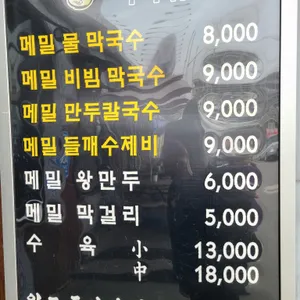 메밀 물 막국수 8,000
메밀 비빔 막국수 9,000
메밀 만두칼국수 9,000
메밀 들깨수제비 9,000
메밀 왕만두 6,000
메밀 막걸리 5,000
수 육 小 13,000
中 18,000